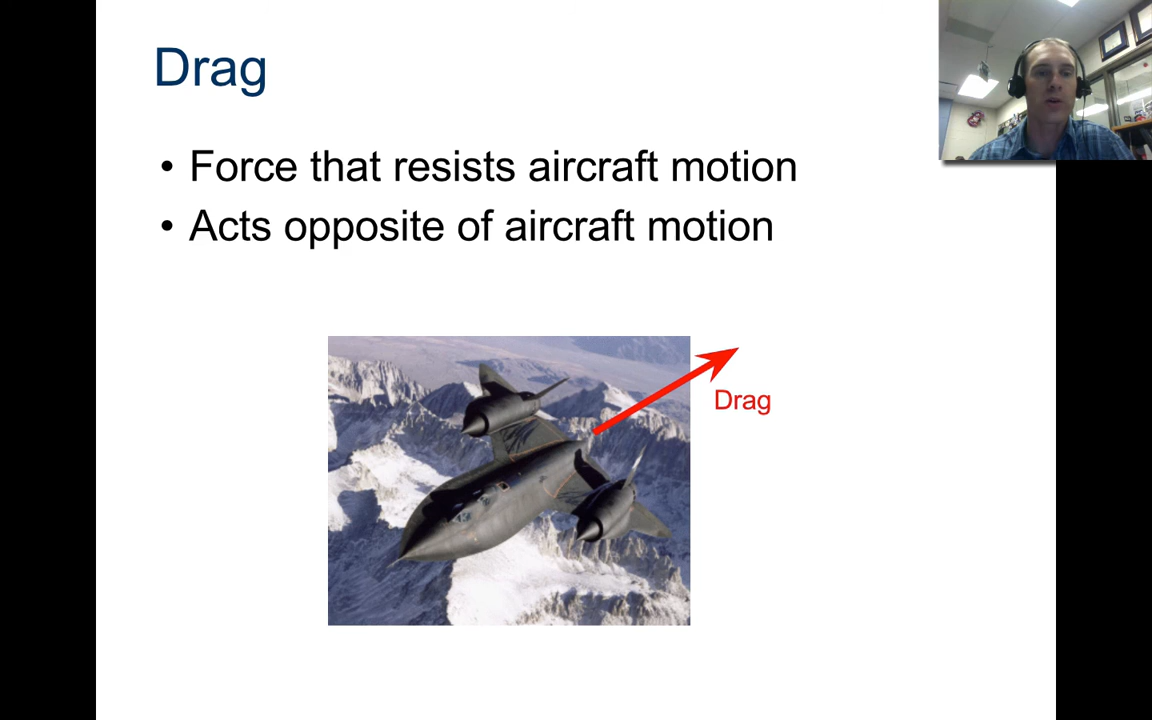 Drag
• Force that resists aircraft motion
• Acts opposite of aircraft motion
Drag